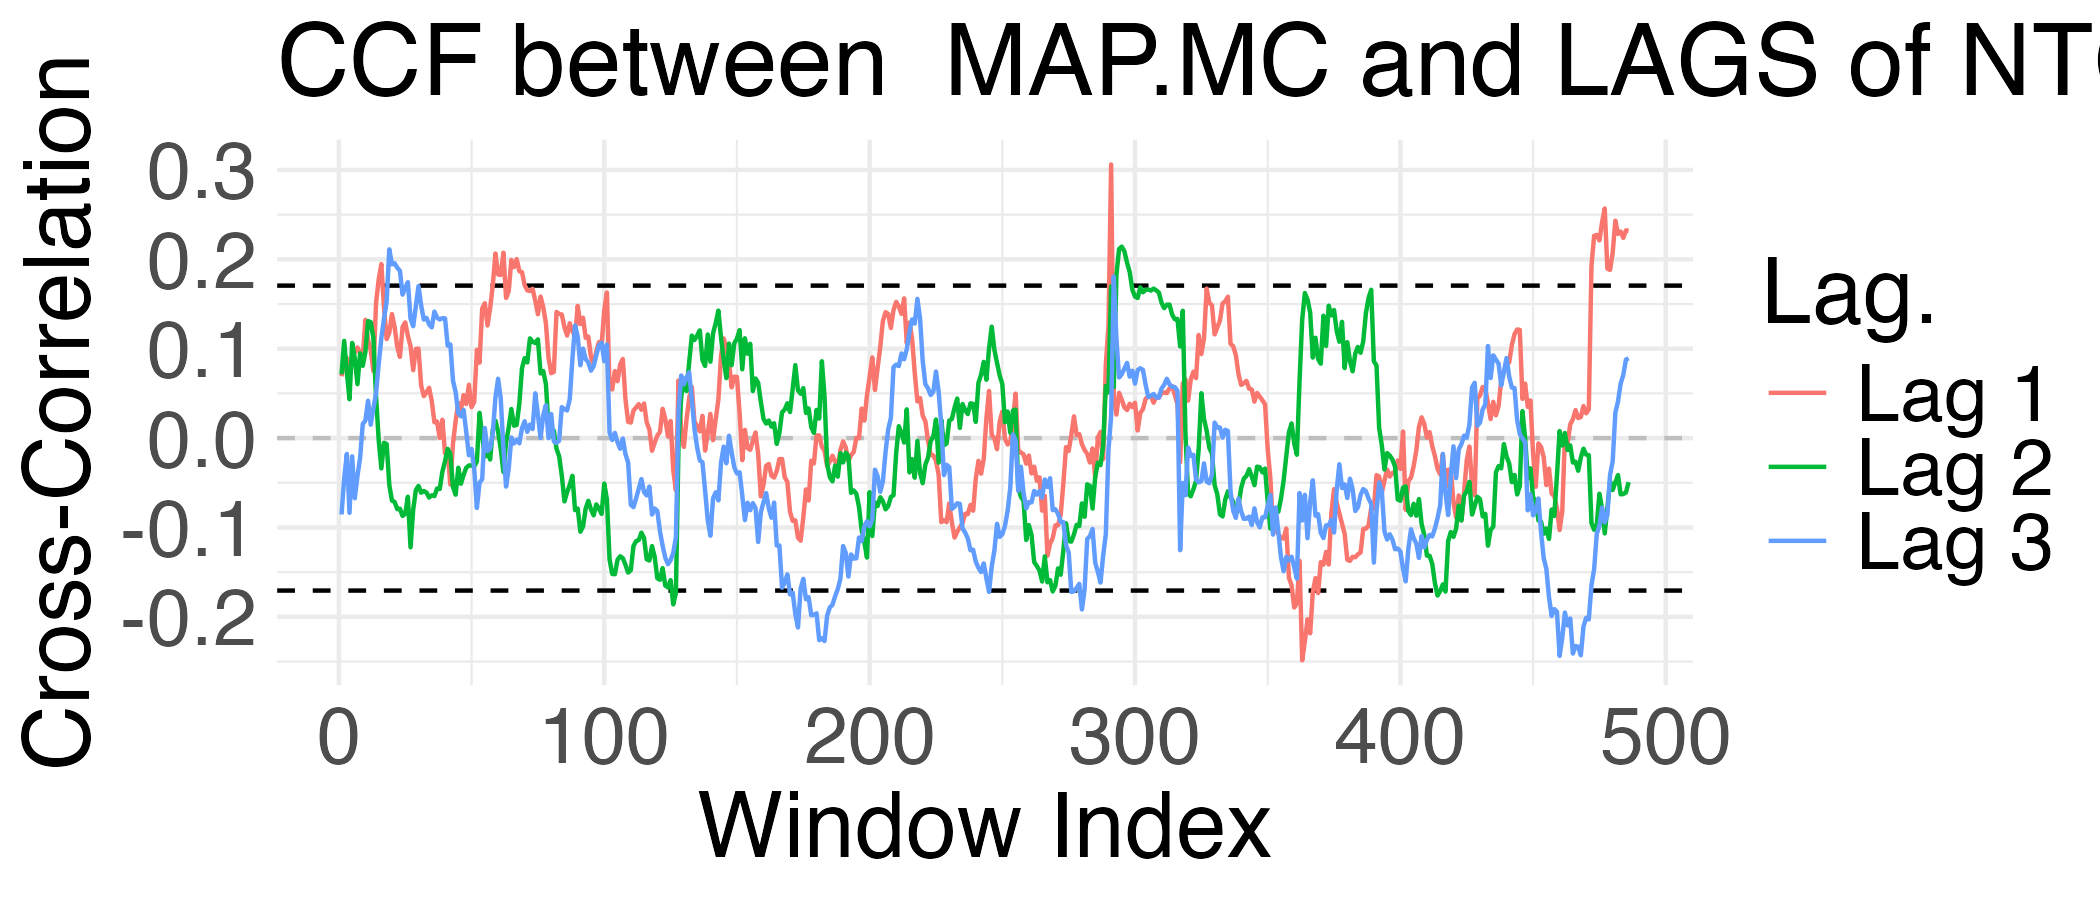 CCF between  MAP.MC and LAGS of NT
Cross-Correlation
0.3
0.2
0.1
0.0
-0.1
-0.2
0 100 200 300 400 500
Window Index
Lag.
Lag 1
Lag 2
Lag 3